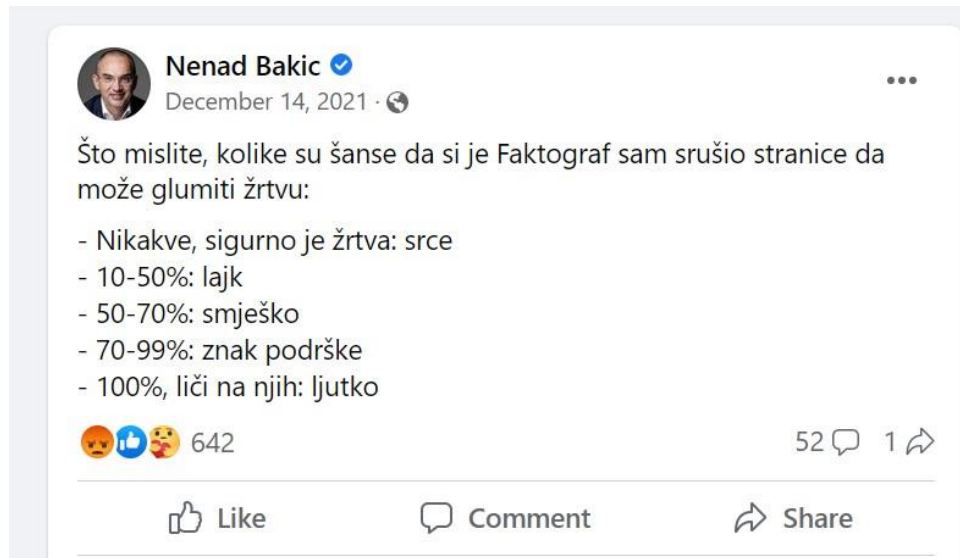 Nenad Bakic
December 14, 2021 ·
Što mislite, kolike su šanse da si je Faktograf sam srušio stranice da
može glumiti žrtvu:
- Nikakve, sigurno je žrtva: srce
- 10-50%: lajk
- 50-70%: smješko
- 70-99%: znak podrške
- 100%, liči na njih: ljutko
642 52 1
Like Comment Share